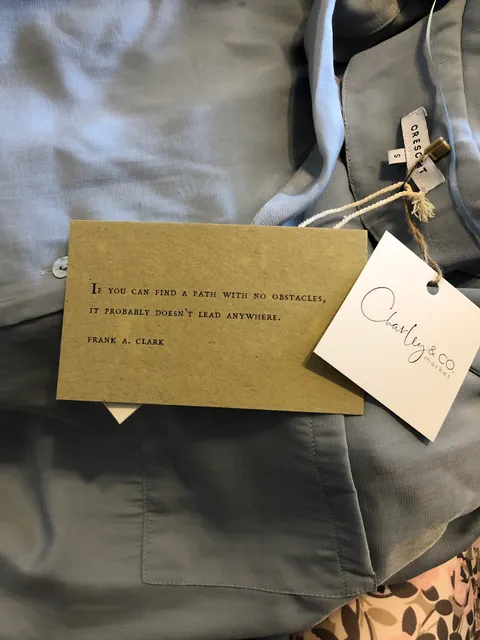 CRESCENT
S
If you can find a path with no obstacles,
it probably doesn't lead anywhere.
Frank A. Clark
Charley & CO.
market